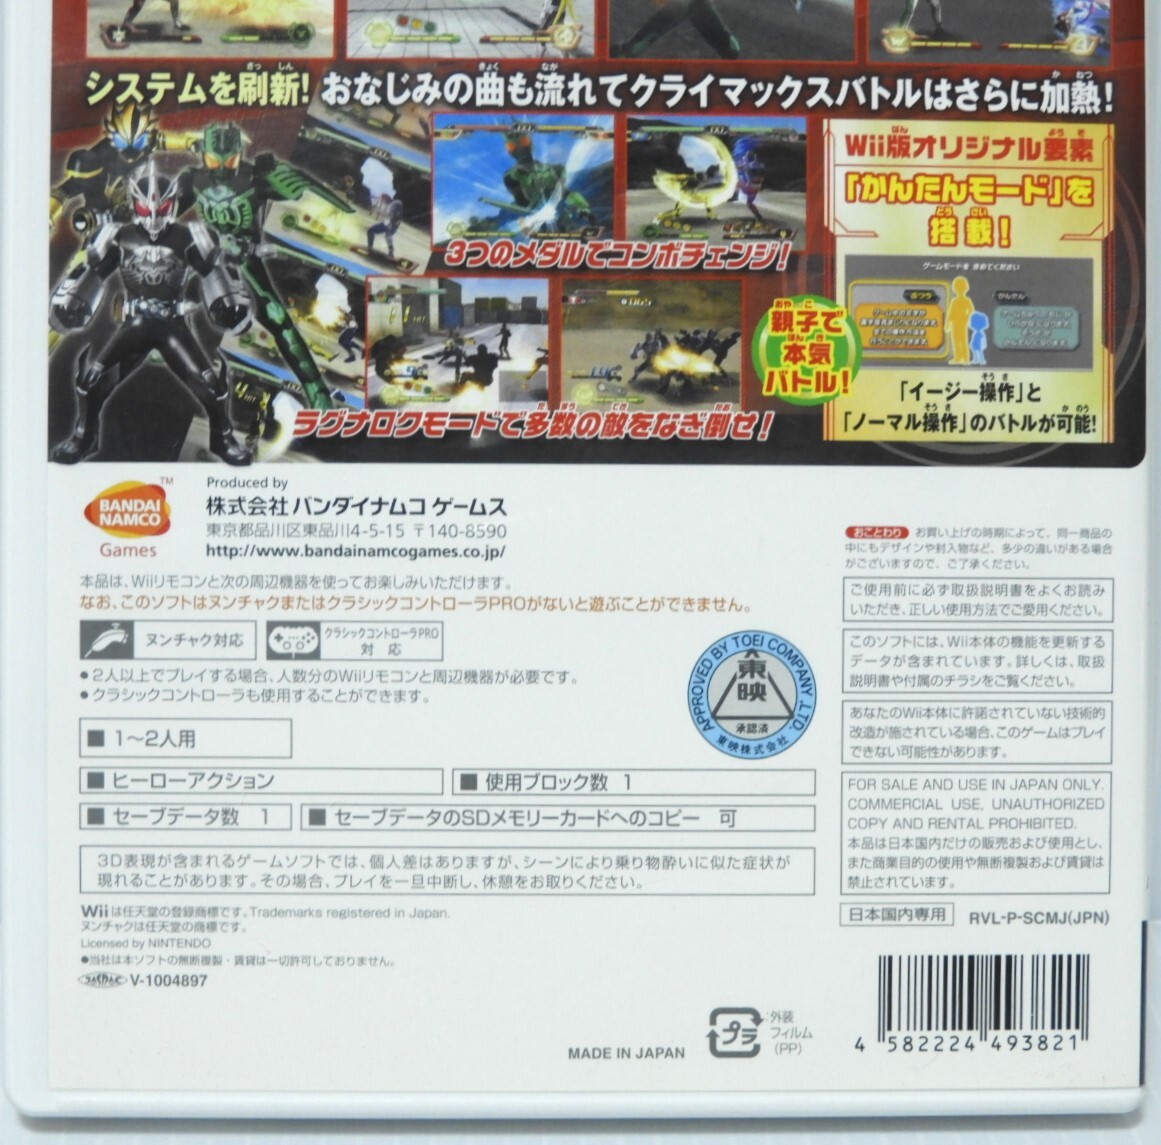 システムを刷新! おなじみの曲も流れてクライマックスバトルはさらに加熱!
Wii版オリジナル要素
「かんたんモード」を
搭載!
3つのメダルでコンボチェンジ!
ゲームモードを きめてください
ふつう
かんたん
親子で
本気
バトル!
「イージー操作」と
「ノーマル操作」のバトルが可能!
ラグナロクモードで多数の敵をなぎ倒せ!
BANDAI
NAMCO
Games
TM
Produced by
株式会社 バンダイナムコ ゲームス
東京都品川区東品川4-5-15 〒140-8590
http://www.bandainamcogames.co.jp/
本品は、Wiiリモコンと次の周辺機器を使ってお楽しみいただけます。
なお、このソフトはヌンチャクまたはクラシックコントローラPROがないと遊ぶことができません。
ヌンチャク対応
クラシックコントローラPRO
対 応
●2人以上でプレイする場合、人数分のWiiリモコンと周辺機器が必要です。
●クラシックコントローラも使用することができます。
■ 1〜2人用
■ ヒーローアクション
■ 使用ブロック数 1
■ セーブデータ数 1
■ セーブデータのSDメモリーカードへのコピー 可
3D表現が含まれるゲームソフトでは、個人差はありますが、シーンにより乗り物酔いに似た症状が
現れることがあります。その場合、プレイを一旦中断し、休憩をお取りください。
Wiiは任天堂の登録商標です。Trademarks registered in Japan.
ヌンチャクは任天堂の商標です。
Licensed by NINTENDO
●当社は本ソフトの無断複製・賃貸は一切許可しておりません。
JASRAC V-1004897
APPROVED BY TOEI COMPANY, LTD.
東映
承認済
東映株式会社
おことわり お買い上げの時期によって、同一商品の
中にもデザインや封入物など、多少の違いがある場合
がございますので、ご了承ください。
ご使用前に必ず取扱説明書をよくお読み
いただき、正しい使用方法でご愛用ください。
このソフトには、Wii本体の機能を更新する
データが含まれています。詳しくは、取扱
説明書や付属のチラシをご覧ください。
あなたのWii本体に許諾されていない技術的
改造が施されている場合、このゲームはプレイ
できない可能性があります。
FOR SALE AND USE IN JAPAN ONLY.
COMMERCIAL USE, UNAUTHORIZED
COPY AND RENTAL PROHIBITED.
本品は日本国内だけの販売および使用とし、
また商業目的の使用や無断複製および賃貸は
禁止されています。
日本国内専用
RVL-P-SCMJ(JPN)
MADE IN JAPAN
プラ
:外装
フィルム
(PP)
4 582224 493821